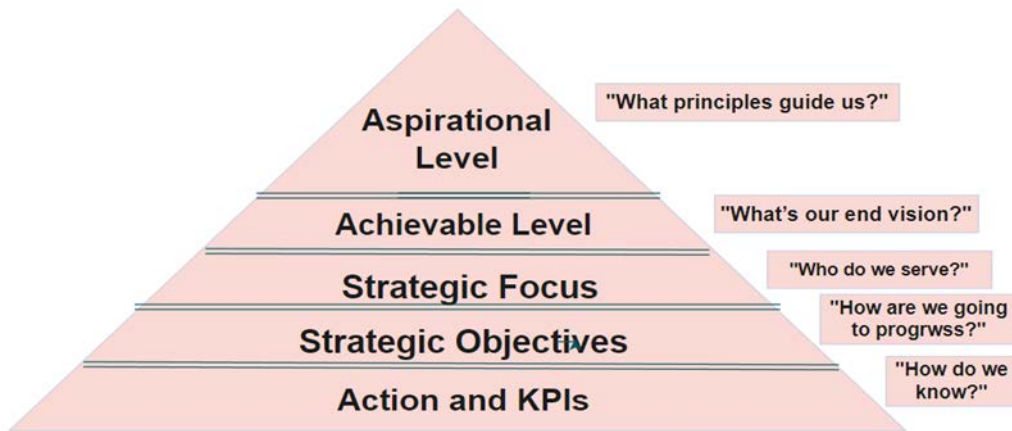 Aspirational
Level
"What principles guide us?"
Achievable Level
"What's our end vision?"
Strategic Focus
"Who do we serve?"
Strategic Objectives
"How are we going
to progrwss?"
Action and KPIs
"How do we
know?"